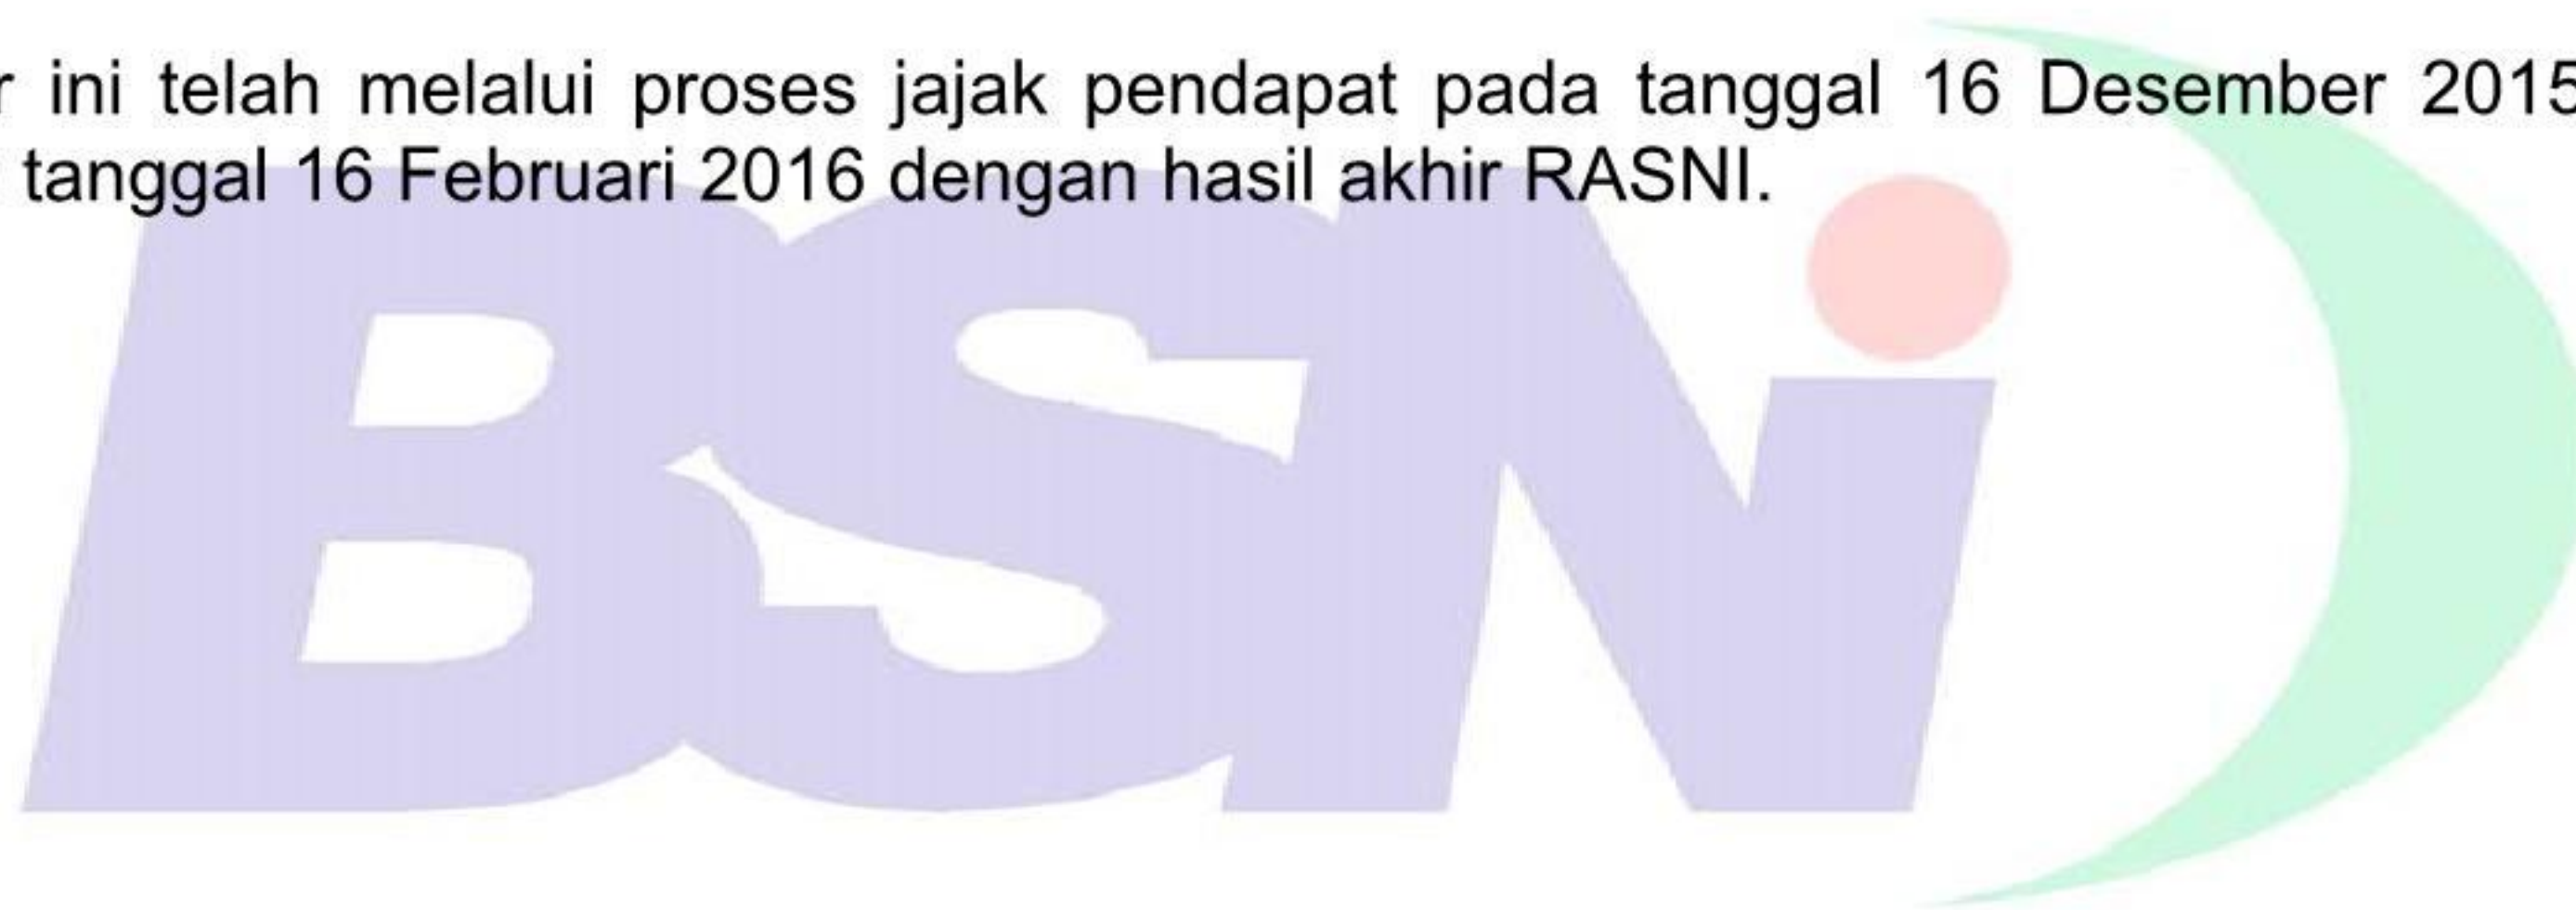 ini telah melalui proses jajak pendapat pada tanggal 16 Desember 2015
tanggal 16 Februari 2016 dengan hasil akhir RASNI.
BSNi